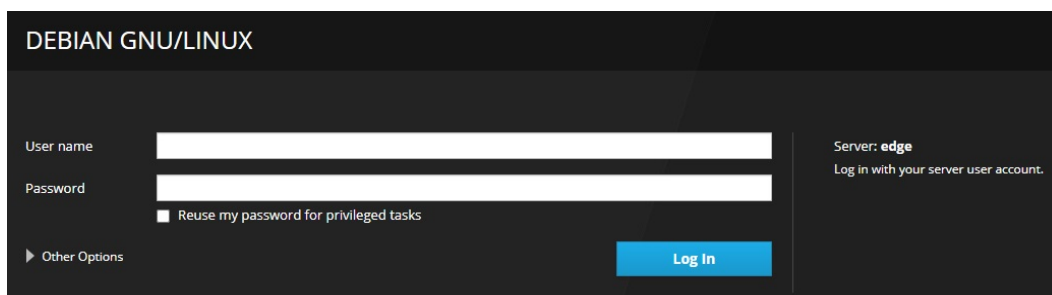 DEBIAN GNU/LINUX
User name
Server: edge
Log in with your server user account.
Password
Reuse my password for privileged tasks
Other Options
Log In